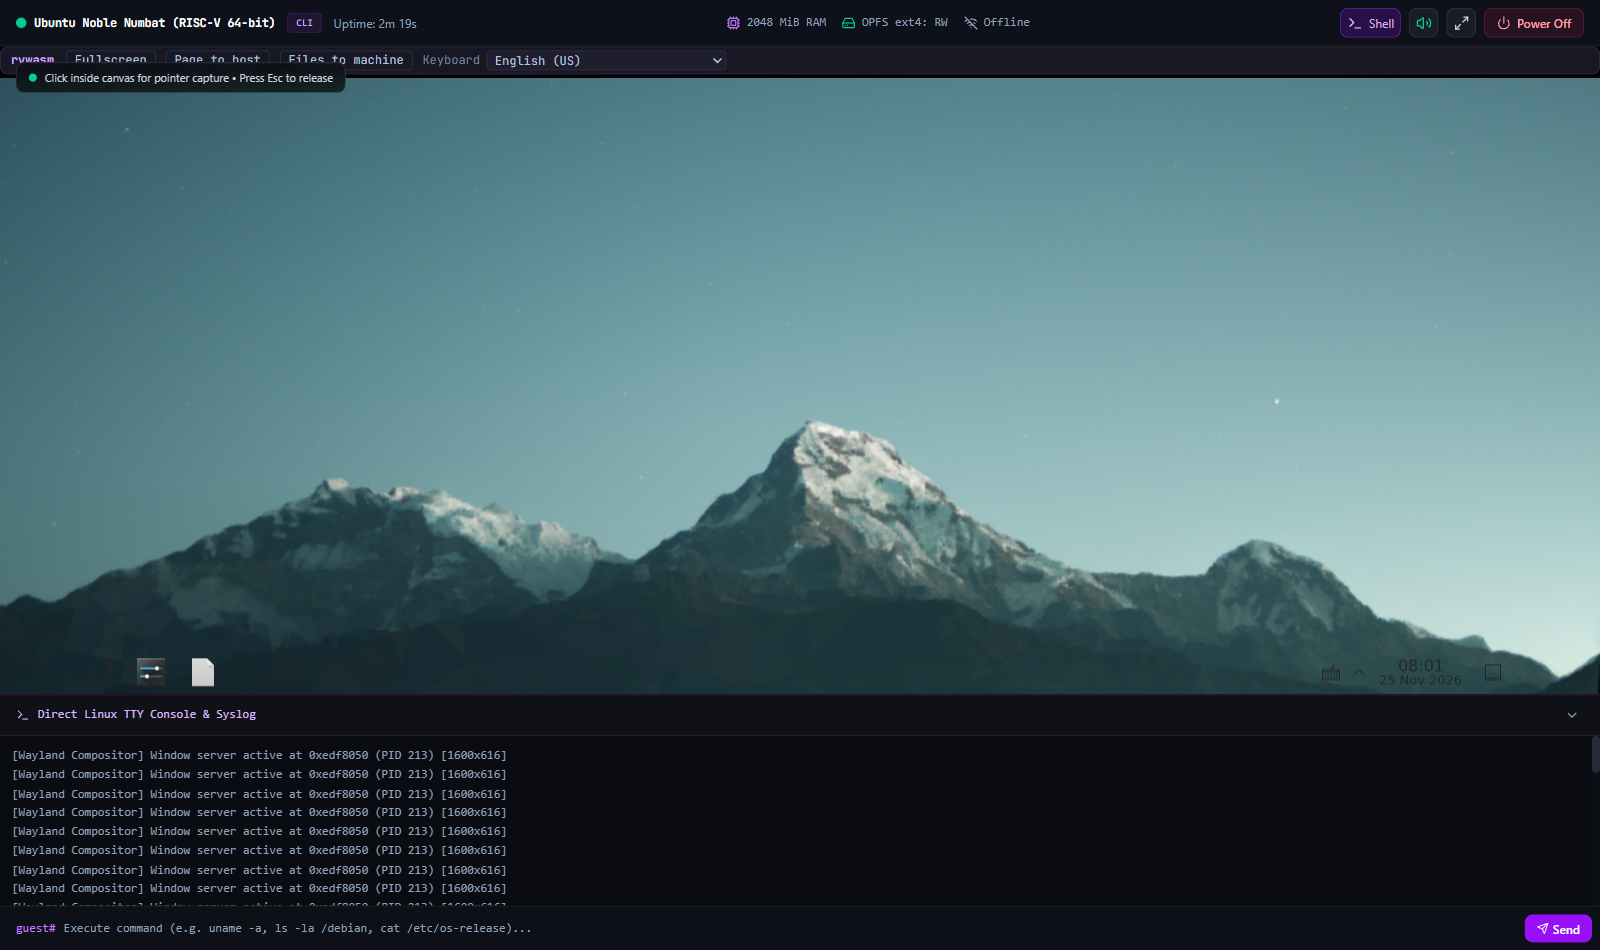 Ubuntu Noble Numbat (RISC-V 64-bit) CLI Uptime: 2m 19s 2048 MiB RAM OPFS ext4: RW Offline Shell Power Off
rvwasm Fullscreen Page to host Files to machine Keyboard English (US)
Click inside canvas for pointer capture • Press Esc to release
08:01
25 Nov 2026
Direct Linux TTY Console & Syslog
[Wayland Compositor] Window server active at 0xedf8050 (PID 213) [1600x616]
[Wayland Compositor] Window server active at 0xedf8050 (PID 213) [1600x616]
[Wayland Compositor] Window server active at 0xedf8050 (PID 213) [1600x616]
[Wayland Compositor] Window server active at 0xedf8050 (PID 213) [1600x616]
[Wayland Compositor] Window server active at 0xedf8050 (PID 213) [1600x616]
[Wayland Compositor] Window server active at 0xedf8050 (PID 213) [1600x616]
[Wayland Compositor] Window server active at 0xedf8050 (PID 213) [1600x616]
[Wayland Compositor] Window server active at 0xedf8050 (PID 213) [1600x616]
guest# Execute command (e.g. uname -a, ls -la /debian, cat /etc/os-release)... Send